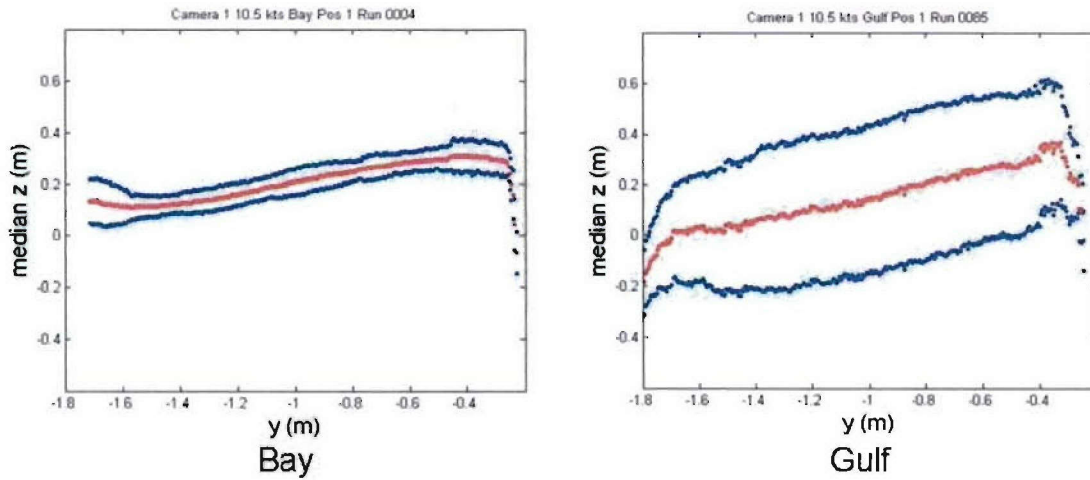 Camera 1 10.5 kts Bay Pos 1 Run 0004
0.6
0.4
0.2
0
-0.2
-0.4
median z (m)
-1.8 -1.6 -1.4 -1.2 -1 -0.8 -0.6 -0.4
y (m)
Bay
Camera 1 10.5 kts Gulf Pos 1 Run 0085
0.6
0.4
0.2
0
-0.2
-0.4
median z (m)
-1.8 -1.6 -1.4 -1.2 -1 -0.8 -0.6 -0.4
y (m)
Gulf